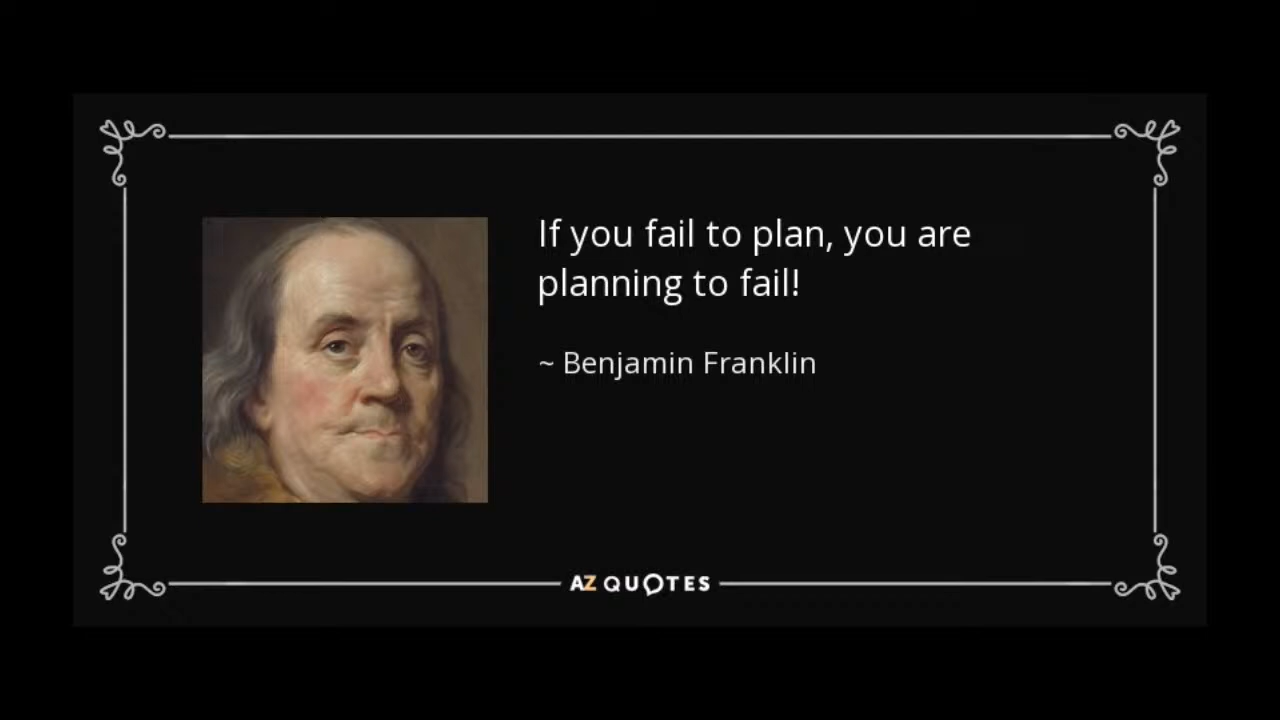 If you fail to plan, you are
planning to fail!
~ Benjamin Franklin
AZ QUOTES